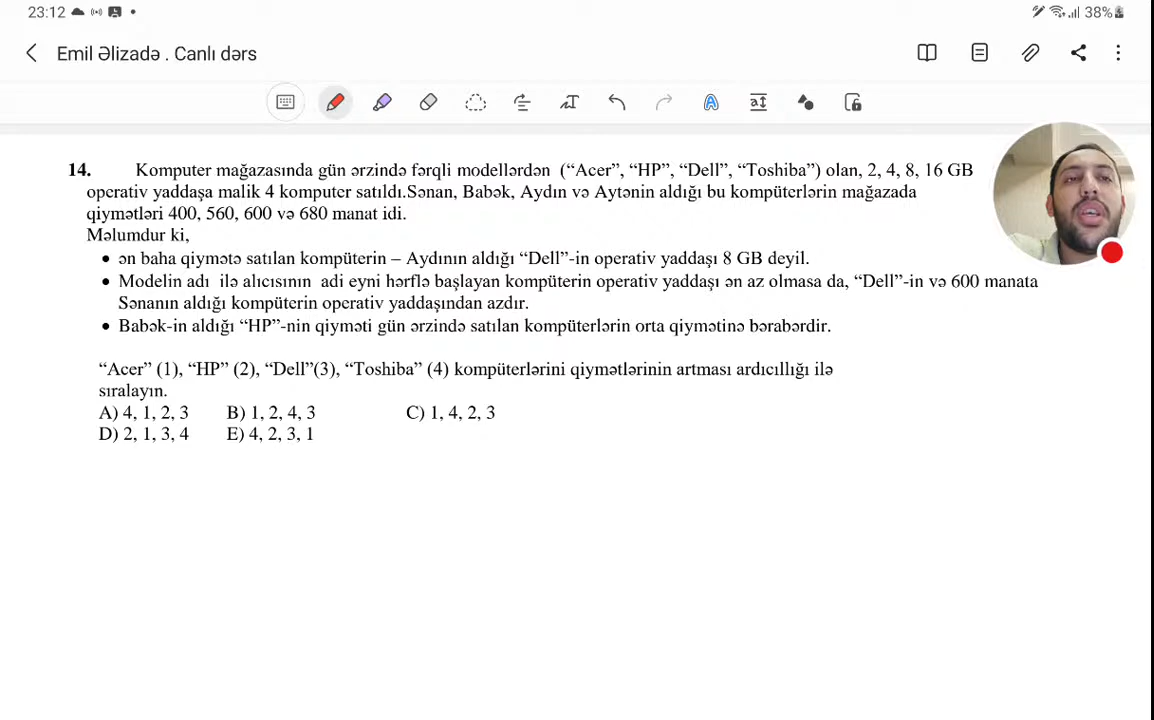 23:12
38%
Emil Əlizadə . Canlı dərs
14. Komputer mağazasında gün ərzində fərqli modellərdən (“Acer”, “HP”, “Dell”, “Toshiba”) olan, 2, 4, 8, 16 GB
operativ yaddaşa malik 4 komputer satıldı.Sənan, Babək, Aydın və Aytənin aldığı bu kompüterlərin mağazada
qiymətləri 400, 560, 600 və 680 manat idi.
Məlumdur ki,
• ən baha qiymətə satılan kompüterin – Aydının aldığı “Dell”-in operativ yaddaşı 8 GB deyil.
• Modelin adı ilə alıcısının adi eyni hərflə başlayan kompüterin operativ yaddaşı ən az olmasa da, “Dell”-in və 600 manata
Sənanın aldığı kompüterin operativ yaddaşından azdır.
• Babək-in aldığı “HP”-nin qiyməti gün ərzində satılan kompüterlərin orta qiymətinə bərabərdir.
“Acer” (1), “HP” (2), “Dell”(3), “Toshiba” (4) kompüterlərini qiymətlərinin artması ardıcıllığı ilə
sıralayın.
A) 4, 1, 2, 3 B) 1, 2, 4, 3 C) 1, 4, 2, 3
D) 2, 1, 3, 4 E) 4, 2, 3, 1